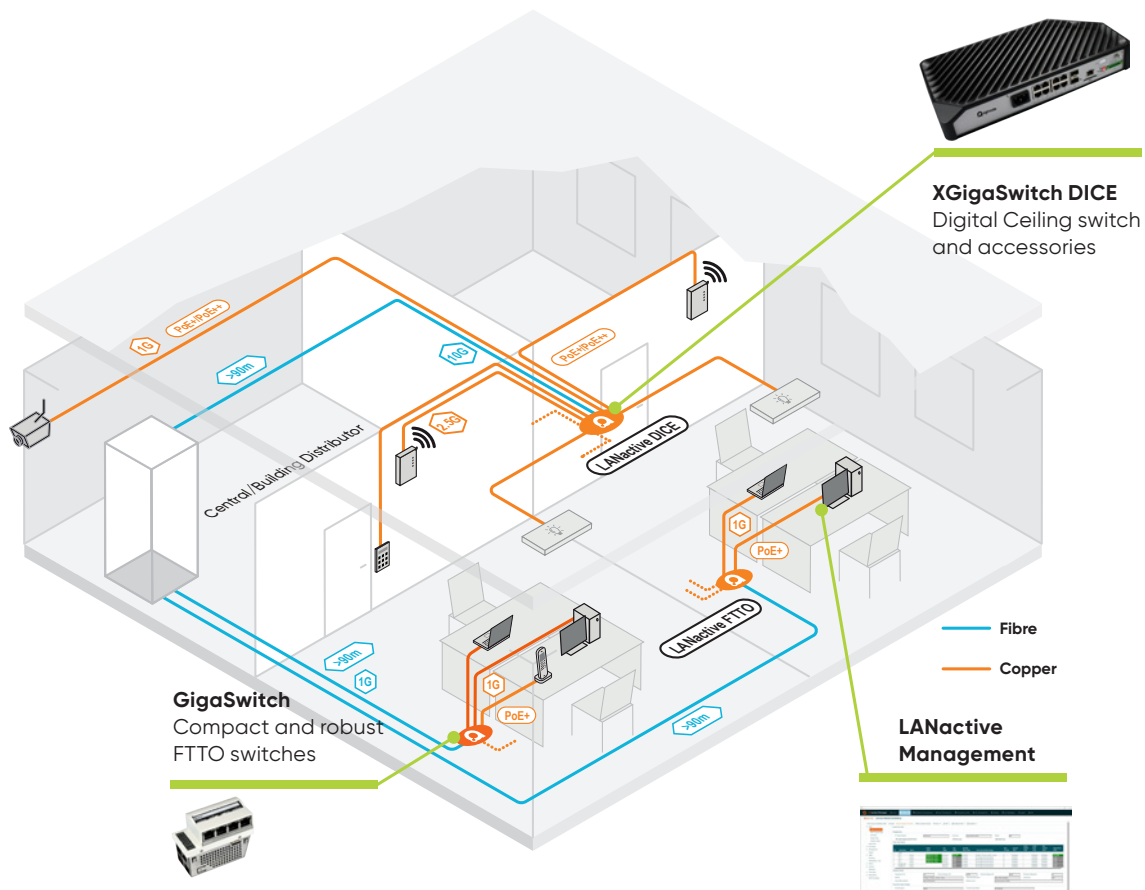 XGigaSwitch DICE
Digital Ceiling switch
and accessories
1G
PoE+/PoE++
>90m
10G
PoE+/PoE++
2,5G
Central/Building Distributor
LANactive DICE
1G
PoE+
LANactive FTTO
Fibre
Copper
>90m
1G
1G
PoE+
>90m
GigaSwitch
Compact and robust
FTTO switches
LANactive
Management